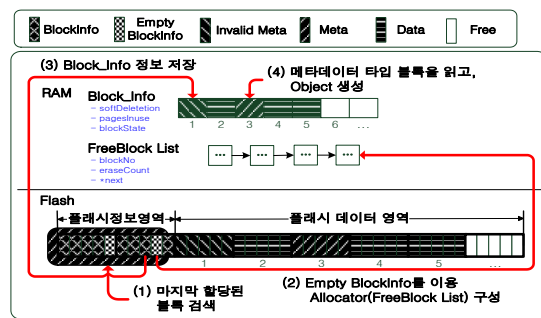 BlockInfo
Empty
BlockInfo
Invalid Meta
Meta
Data
Free
(3) Block_Info 정보 저장
(4) 메타데이터 타입 블록을 읽고,
Object 생성
RAM
Block_Info
- softDeletion
- pagesInuse
- blockState
1 2 3 4 5 6 ...
FreeBlock List
- blockNo
- eraseCount
- *next
... ... ... ...
Flash
플래시정보영역
플래시 데이터 영역
1 2 3 4 5 ...
(1) 마지막 할당된
블록 검색
(2) Empty BlockInfo를 이용
Allocator(FreeBlock List) 구성